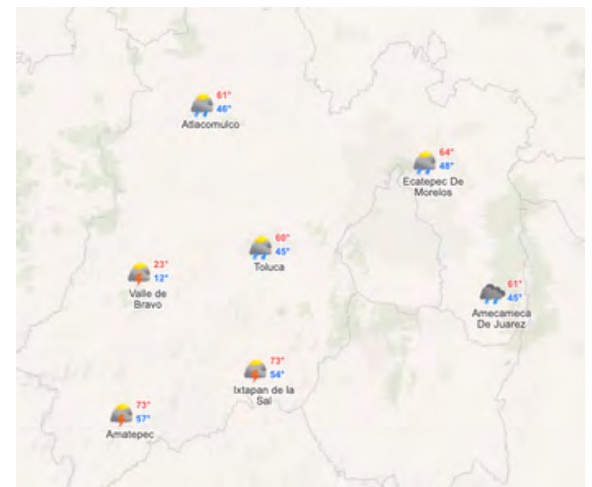 61°
46°
Atlacomulco
64°
48°
Ecatepec De
Morelos
60°
45°
Toluca
23°
12°
Valle de
Bravo
61°
45°
Amecameca
De Juarez
73°
54°
Ixtapan de la
Sal
73°
57°
Amatepec